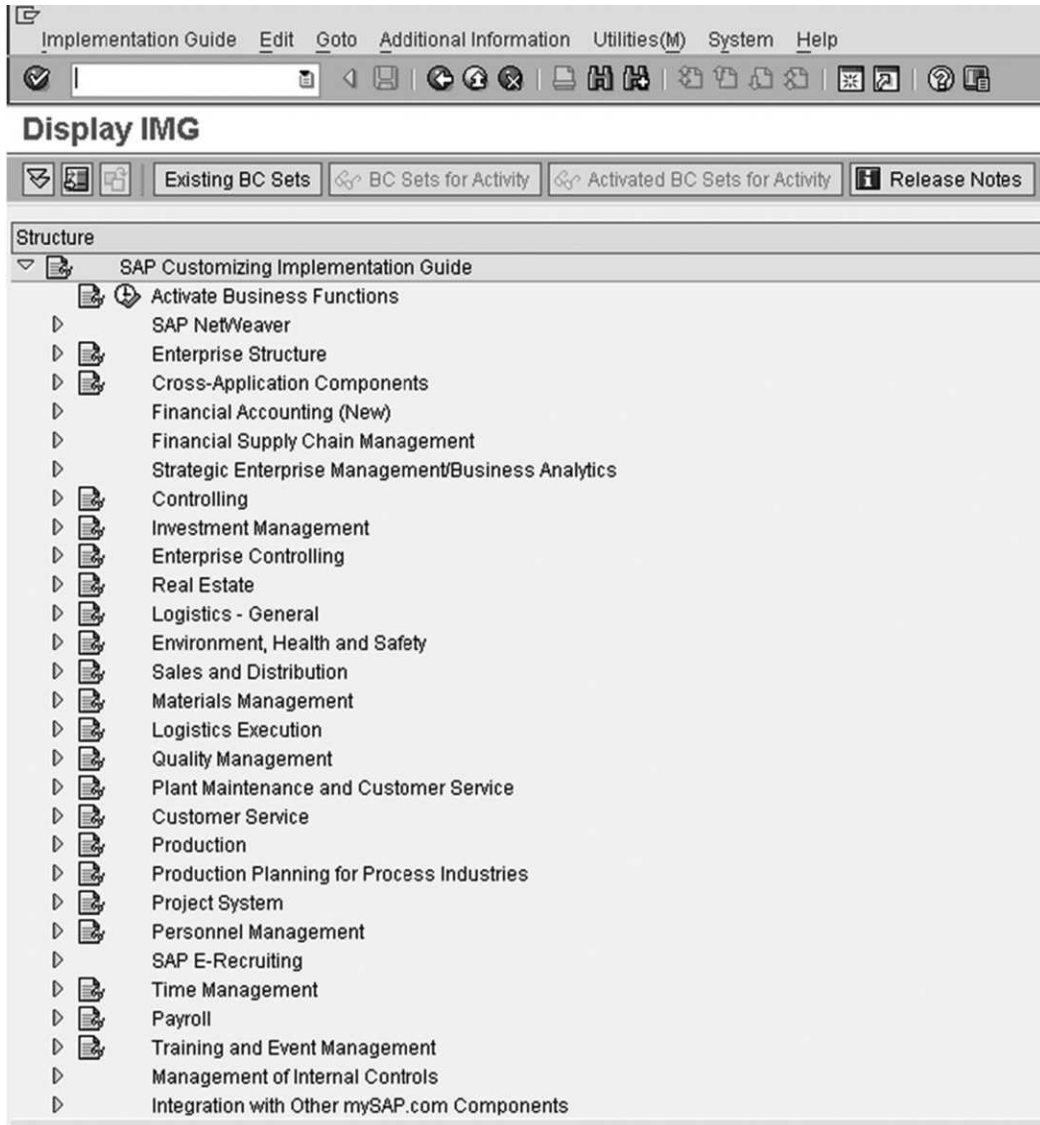 Implementation Guide Edit Goto Additional Information Utilities(M) System Help
Display IMG
Existing BC Sets BC Sets for Activity Activated BC Sets for Activity Release Notes
Structure
SAP Customizing Implementation Guide
Activate Business Functions
SAP NetWeaver
Enterprise Structure
Cross-Application Components
Financial Accounting (New)
Financial Supply Chain Management
Strategic Enterprise Management/Business Analytics
Controlling
Investment Management
Enterprise Controlling
Real Estate
Logistics - General
Environment, Health and Safety
Sales and Distribution
Materials Management
Logistics Execution
Quality Management
Plant Maintenance and Customer Service
Customer Service
Production
Production Planning for Process Industries
Project System
Personnel Management
SAP E-Recruiting
Time Management
Payroll
Training and Event Management
Management of Internal Controls
Integration with Other mySAP.com Components